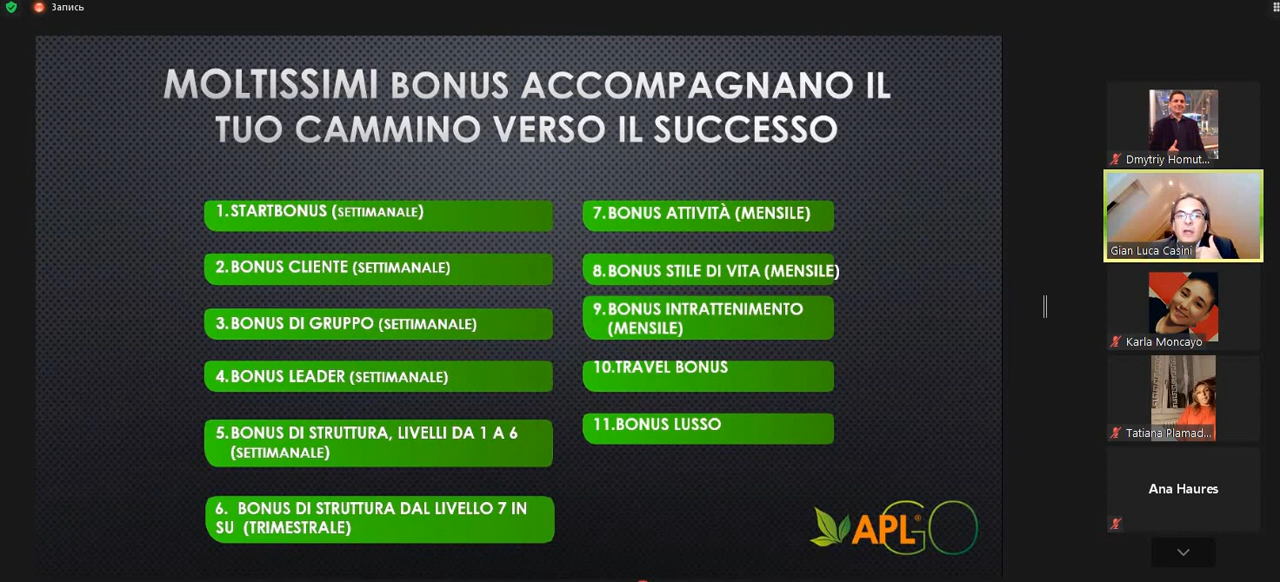 Запись
MOLTISSIMI BONUS ACCOMPAGNANO IL
TUO CAMMINO VERSO IL SUCCESSO
1.STARTBONUS (SETTIMANALE)
2.BONUS CLIENTE (SETTIMANALE)
3.BONUS DI GRUPPO (SETTIMANALE)
4.BONUS LEADER (SETTIMANALE)
5.BONUS DI STRUTTURA, LIVELLI DA 1 A 6
(SETTIMANALE)
6. BONUS DI STRUTTURA DAL LIVELLO 7 IN
SU (TRIMESTRALE)
7.BONUS ATTIVITÀ (MENSILE)
8.BONUS STILE DI VITA (MENSILE)
9.BONUS INTRATTENIMENTO
(MENSILE)
10.TRAVEL BONUS
11.BONUS LUSSO
APL® GO
Dmytriy Homut...
Gian Luca Casini
Karla Moncayo
Tatiana Plamad...
Ana Haures